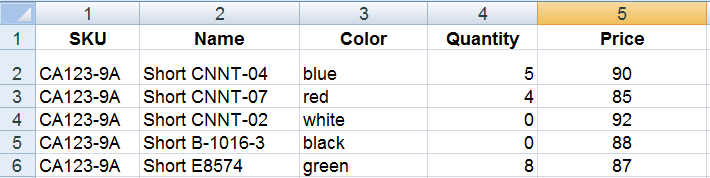 1 2 3 4 5
1 SKU Name Color Quantity Price
2 CA123-9A Short CNNT-04 blue 5 90
3 CA123-9A Short CNNT-07 red 4 85
4 CA123-9A Short CNNT-02 white 0 92
5 CA123-9A Short B-1016-3 black 0 88
6 CA123-9A Short E8574 green 8 87